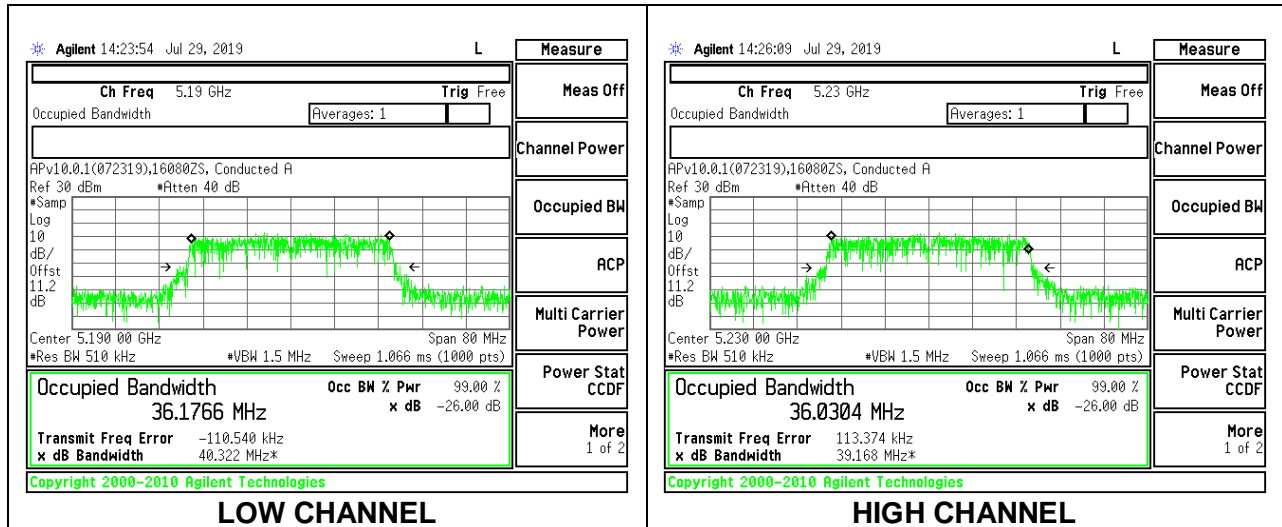 Agilent 14:23:54 Jul 29, 2019 L
Measure
Ch Freq 5.19 GHz Trig Free
Meas Off
Occupied Bandwidth Averages: 1
Channel Power
APv10.0.1(072319),16080ZS, Conducted A
Ref 30 dBm #Atten 40 dB
#Samp
Log
10
dB/
Offst
11.2
dB
Occupied BW
ACP
Multi Carrier
Power
Center 5.190 00 GHz Span 80 MHz
#Res BW 510 kHz #VBW 1.5 MHz Sweep 1.066 ms (1000 pts)
Power Stat
CCDF
Occupied Bandwidth Occ BW % Pwr 99.00 %
36.1766 MHz x dB -26.00 dB
Transmit Freq Error -110.540 kHz
x dB Bandwidth 40.322 MHz*
More
1 of 2
Copyright 2000-2010 Agilent Technologies
LOW CHANNEL
Agilent 14:26:09 Jul 29, 2019 L
Measure
Ch Freq 5.23 GHz Trig Free
Meas Off
Occupied Bandwidth Averages: 1
Channel Power
APv10.0.1(072319),16080ZS, Conducted A
Ref 30 dBm #Atten 40 dB
#Samp
Log
10
dB/
Offst
11.2
dB
Occupied BW
ACP
Multi Carrier
Power
Center 5.230 00 GHz Span 80 MHz
#Res BW 510 kHz #VBW 1.5 MHz Sweep 1.066 ms (1000 pts)
Power Stat
CCDF
Occupied Bandwidth Occ BW % Pwr 99.00 %
36.0304 MHz x dB -26.00 dB
Transmit Freq Error 113.374 kHz
x dB Bandwidth 39.168 MHz*
More
1 of 2
Copyright 2000-2010 Agilent Technologies
HIGH CHANNEL